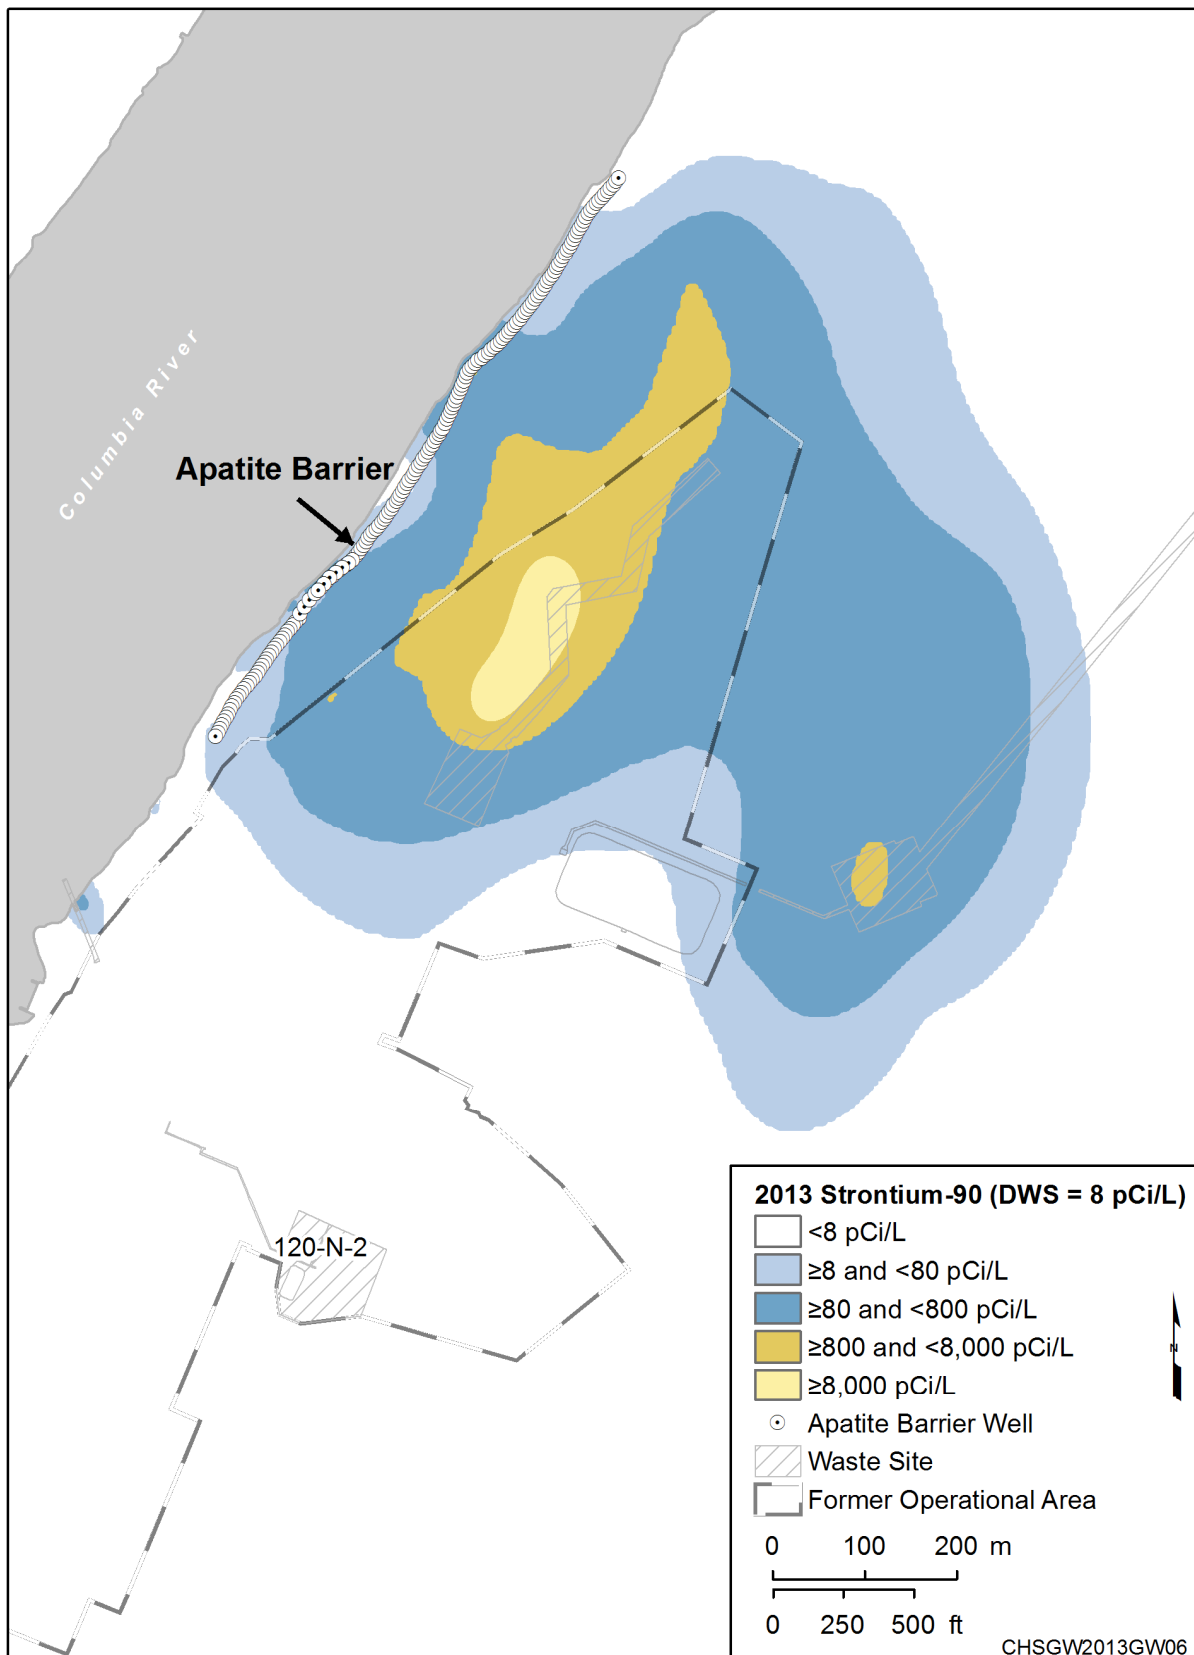 Columbia River
Apatite Barrier
120-N-2
2013 Strontium-90 (DWS = 8 pCi/L)
<8 pCi/L
≥8 and <80 pCi/L
≥80 and <800 pCi/L
≥800 and <8,000 pCi/L
≥8,000 pCi/L
N
Apatite Barrier Well
Waste Site
Former Operational Area
0 100 200 m
0 250 500 ft
CHSGW2013GW06